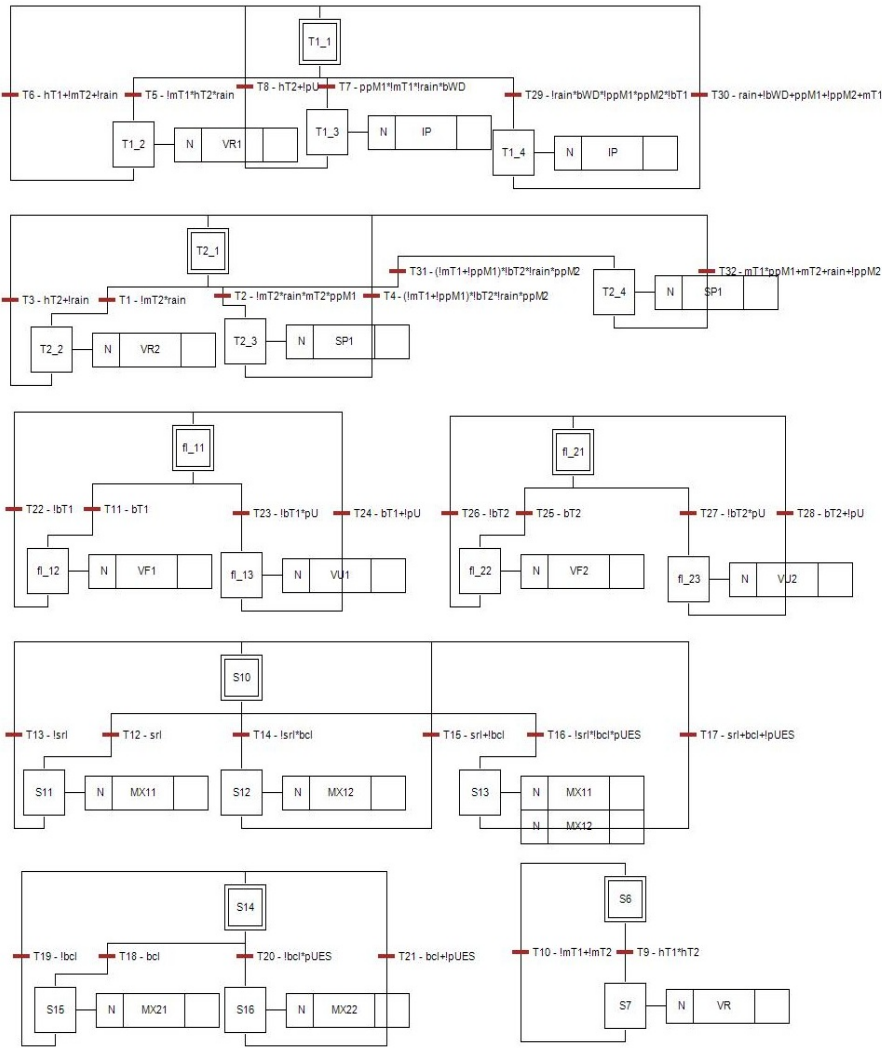 T1_1
T6 - hT1+!mT2+!rain
T5 - !mT1*hT2*rain
T8 - hT2+!pU
T7 - ppM1*!mT1*!rain*bWD
T29 - !rain*bWD*!ppM1*ppM2*!bT1
T30 - rain+!bWD+ppM1+!ppM2+mT1
T1_2
N
VR1
T1_3
N
IP
T1_4
N
IP
T2_1
T31 - (!mT1+!ppM1)*!bT2*!rain*ppM2
T32 - mT1*ppM1+mT2+rain+!ppM2
T2_4
N
SP1
T3 - hT2+!rain
T1 - !mT2*rain
T2 - !mT2*rain*mT2*ppM1
T4 - (!mT1+!ppM1)*!bT2*!rain*ppM2
T2_2
N
VR2
T2_3
N
SP1
fl_11
T22 - !bT1
T11 - bT1
T23 - !bT1*pU
T24 - bT1+!pU
fl_12
N
VF1
fl_13
N
VU1
fl_21
T26 - !bT2
T25 - bT2
T27 - !bT2*pU
T28 - bT2+!pU
fl_22
N
VF2
fl_23
N
VU2
S10
T13 - !srl
T12 - srl
T14 - !srl*bcl
T15 - srl+!bcl
T16 - !srl*!bcl*pUES
T17 - srl+bcl+!pUES
S11
N
MX11
S12
N
MX12
S13
N
MX11
N
MX12
S14
T19 - !bcl
T18 - bcl
T20 - !bcl*pUES
T21 - bcl+!pUES
S15
N
MX21
S16
N
MX22
S6
T10 - !mT1+!mT2
T9 - hT1*hT2
S7
N
VR